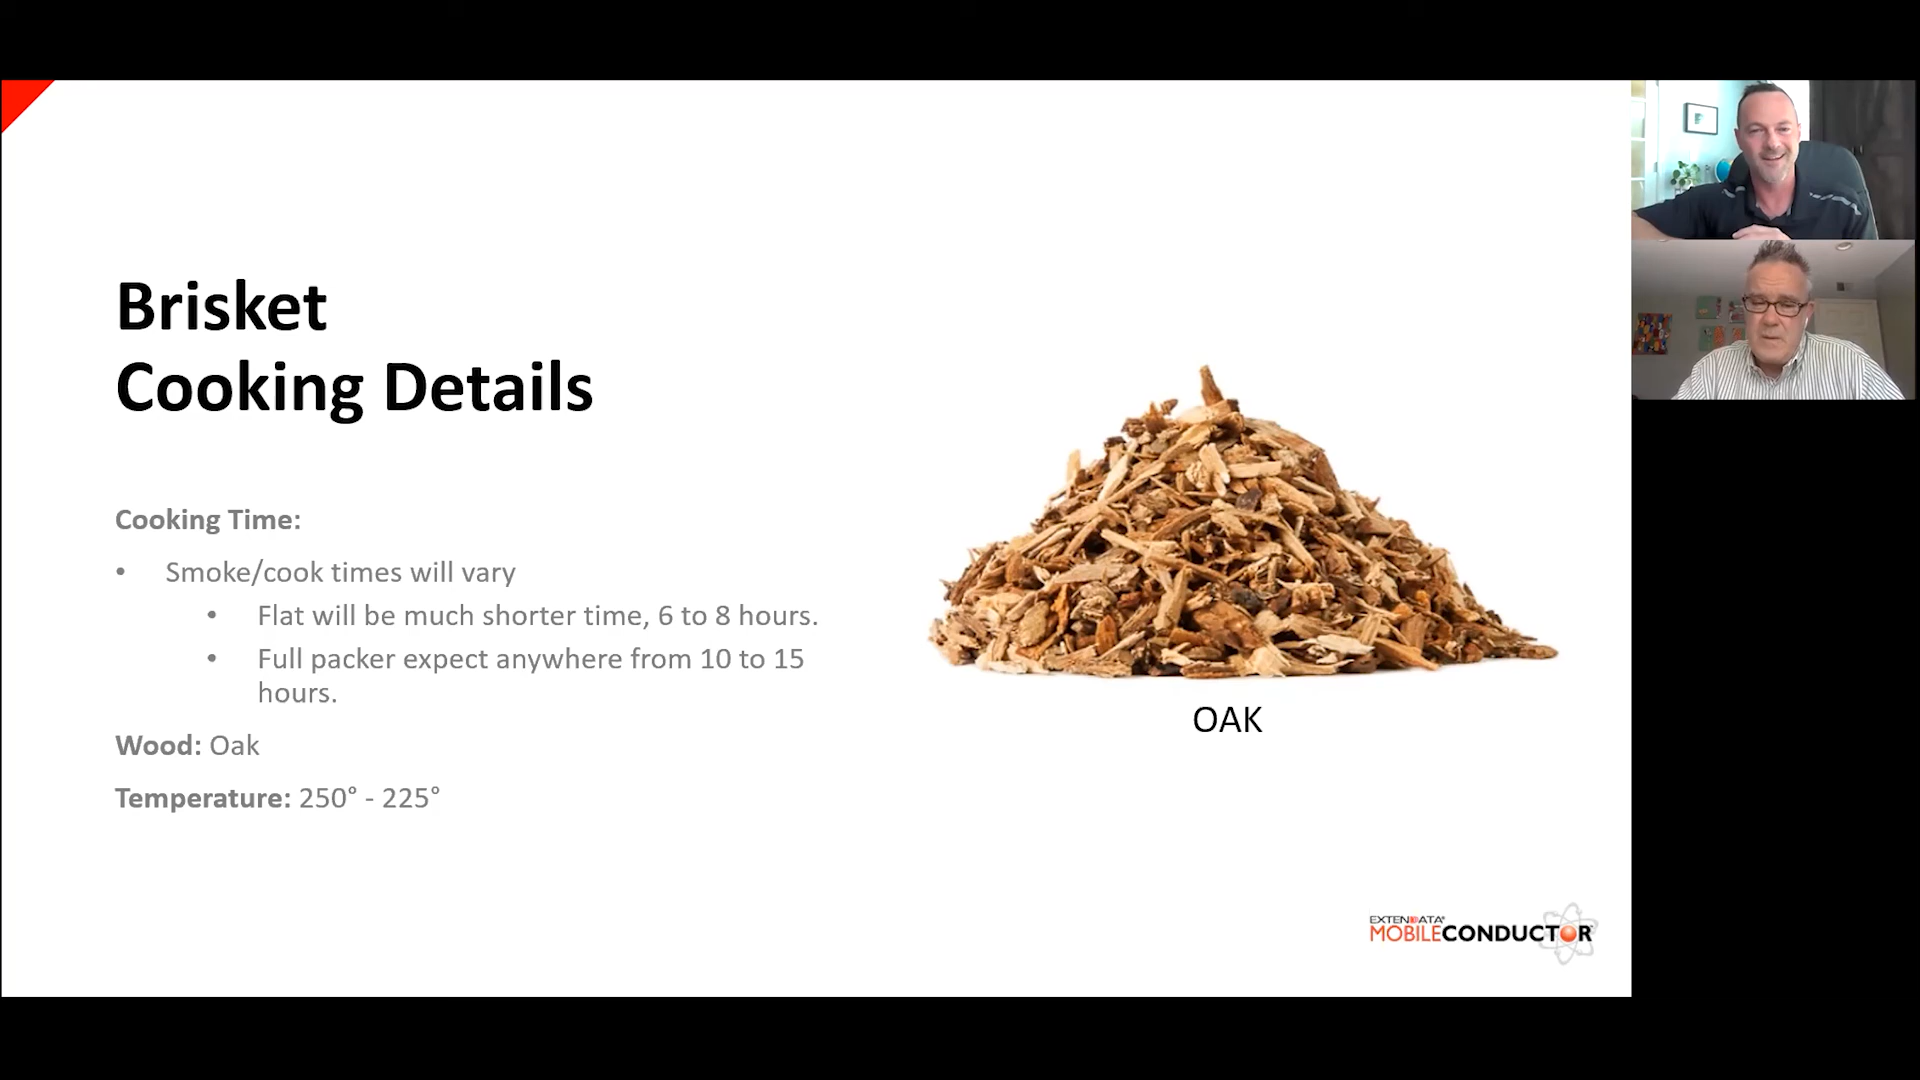 Brisket
Cooking Details
Cooking Time:
• Smoke/cook times will vary
• Flat will be much shorter time, 6 to 8 hours.
• Full packer expect anywhere from 10 to 15
hours.
Wood: Oak
Temperature: 250° - 225°
OAK
EXTENDATA®
MOBILECONDUCTOR